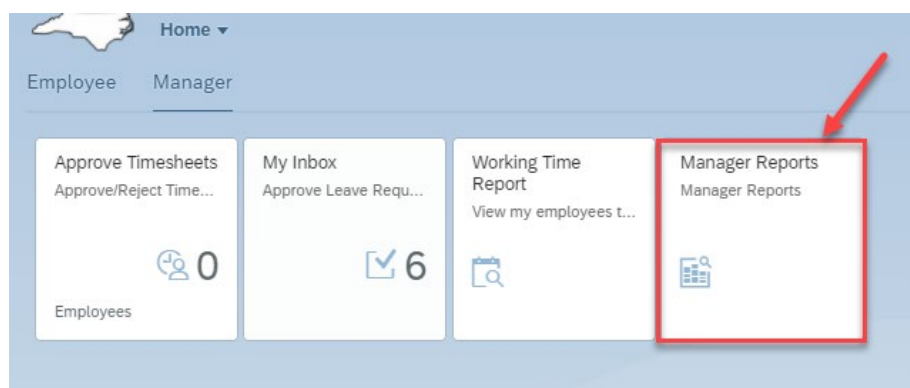 Home
Employee
Manager
Approve Timesheets
Approve/Reject Time...
0
Employees
My Inbox
Approve Leave Requ...
6
Working Time
Report
View my employees t...
Manager Reports
Manager Reports